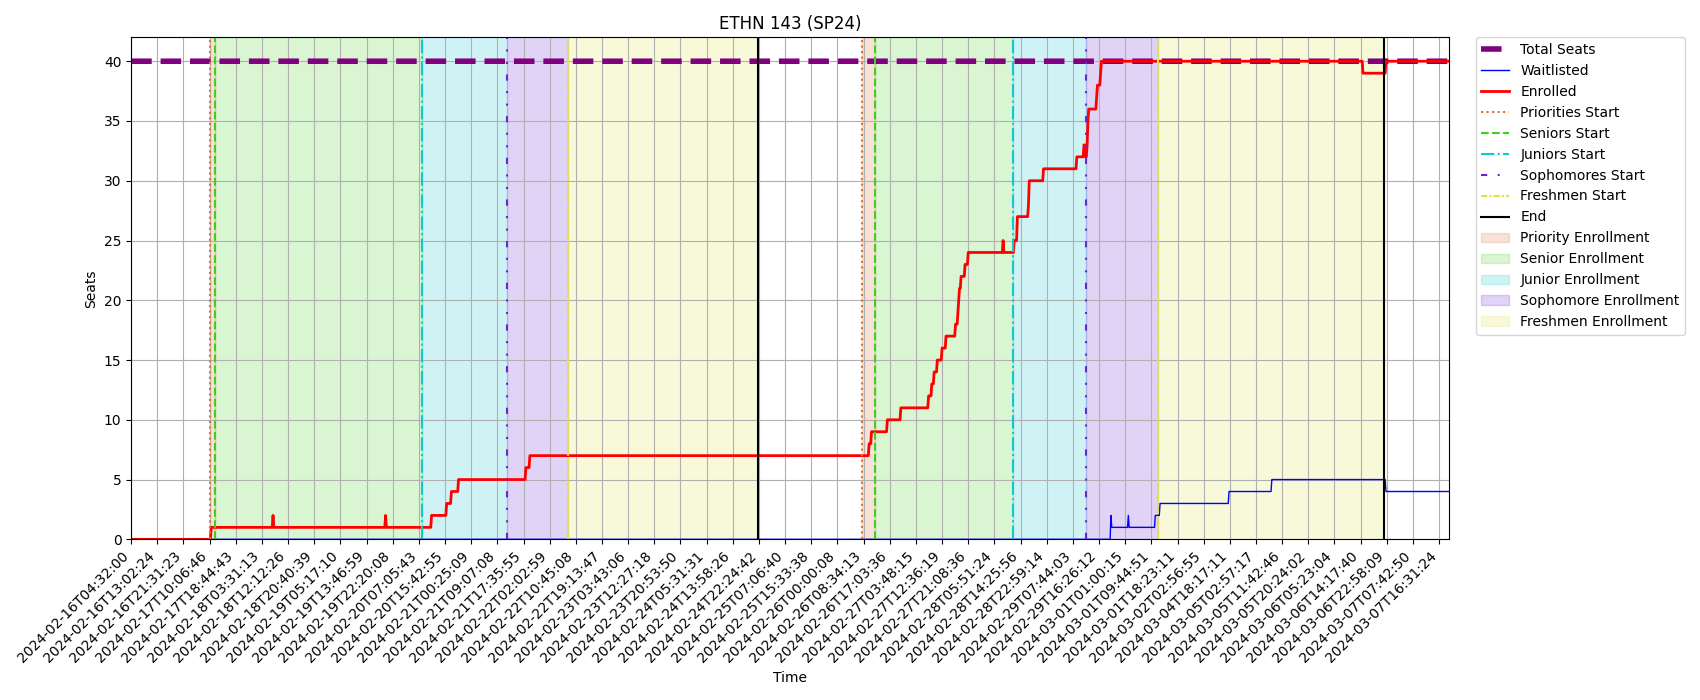 ETHN 143 (SP24)
Seats
40
35
30
25
20
15
10
5
0
2024-02-16T04:32:00
2024-02-16T13:02:24
2024-02-16T21:31:23
2024-02-17T10:06:46
2024-02-17T18:44:43
2024-02-18T03:31:13
2024-02-18T12:12:26
2024-02-18T20:40:39
2024-02-19T05:17:10
2024-02-19T13:46:59
2024-02-19T22:20:08
2024-02-20T07:05:43
2024-02-20T15:42:55
2024-02-21T00:25:09
2024-02-21T09:07:08
2024-02-21T17:35:55
2024-02-22T02:02:59
2024-02-22T10:45:08
2024-02-22T19:13:47
2024-02-23T03:43:06
2024-02-23T12:27:18
2024-02-23T20:53:50
2024-02-24T05:31:31
2024-02-24T13:58:26
2024-02-24T22:24:42
2024-02-25T07:06:40
2024-02-25T15:33:38
2024-02-26T00:00:08
2024-02-26T08:34:13
2024-02-26T17:03:36
2024-02-27T03:48:15
2024-02-27T12:36:19
2024-02-27T21:08:36
2024-02-28T05:51:24
2024-02-28T14:25:56
2024-02-28T22:59:14
2024-02-29T07:44:03
2024-02-29T16:26:12
2024-03-01T01:00:15
2024-03-01T09:44:51
2024-03-01T18:23:11
2024-03-02T02:56:55
2024-03-04T18:17:11
2024-03-05T02:57:17
2024-03-05T11:42:46
2024-03-05T20:24:02
2024-03-06T05:23:04
2024-03-06T14:17:40
2024-03-06T22:58:09
2024-03-07T07:42:50
2024-03-07T16:31:24
Time
Total Seats
Waitlisted
Enrolled
Priorities Start
Seniors Start
Juniors Start
Sophomores Start
Freshmen Start
End
Priority Enrollment
Senior Enrollment
Junior Enrollment
Sophomore Enrollment
Freshmen Enrollment